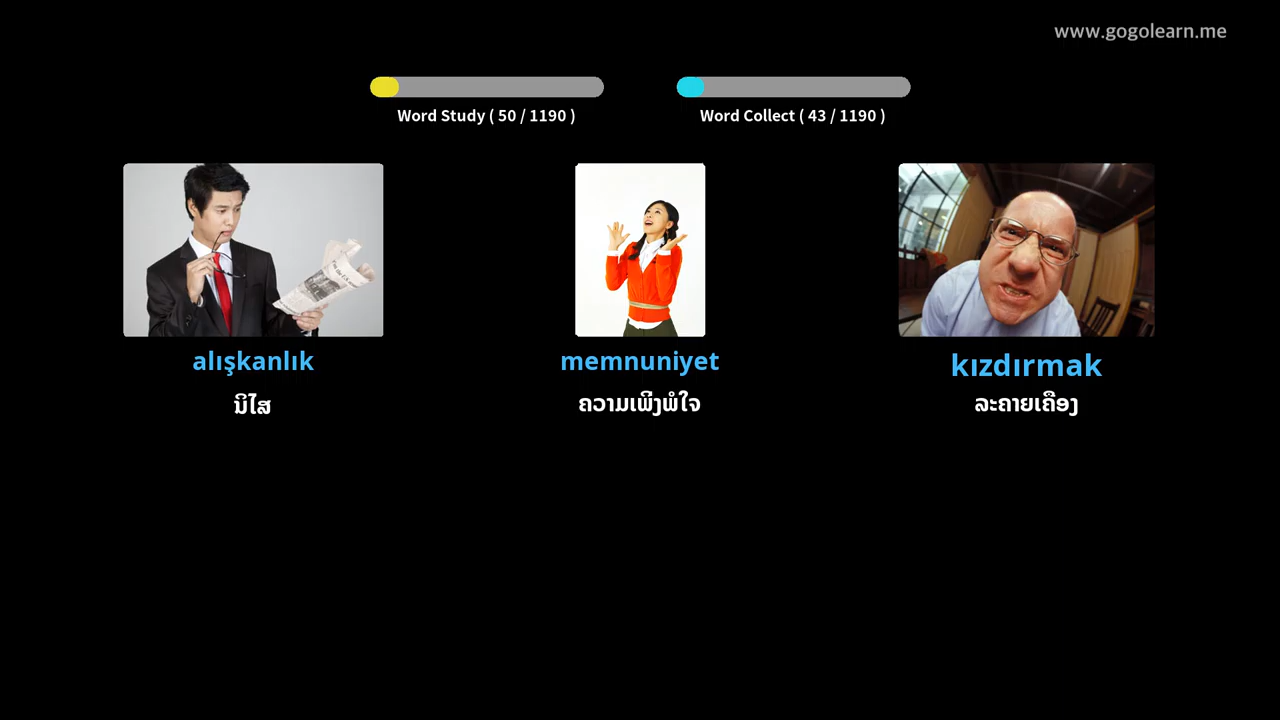 www.gogolearn.me
Word Study ( 50 / 1190 )
Word Collect ( 43 / 1190 )
alışkanlık
memnuniyet
kızdırmak
ນິໄສ
ຄວາມເພິງພໍໃຈ
ລະຄາຍເຄືອງ